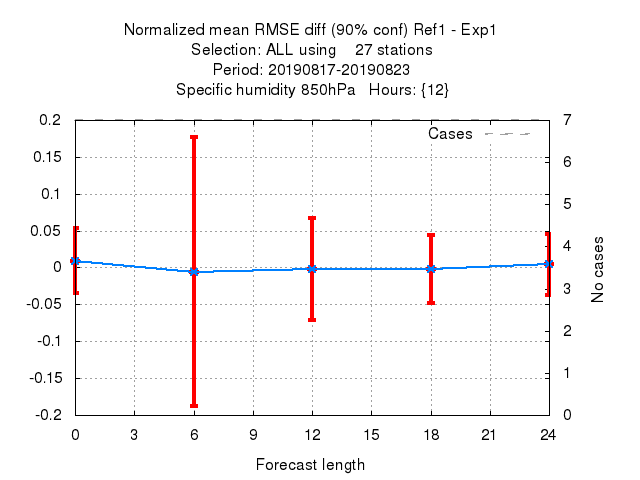 Normalized mean RMSE diff (90% conf) Ref1 - Exp1
Selection: ALL using    27 stations
Period: 20190817-20190823
Specific humidity 850hPa   Hours: {12}
Cases
0.2
0.15
0.1
0.05
0
-0.05
-0.1
-0.15
-0.2
7
6
5
4
3
2
1
0
No cases
0 3 6 9 12 15 18 21 24
Forecast length